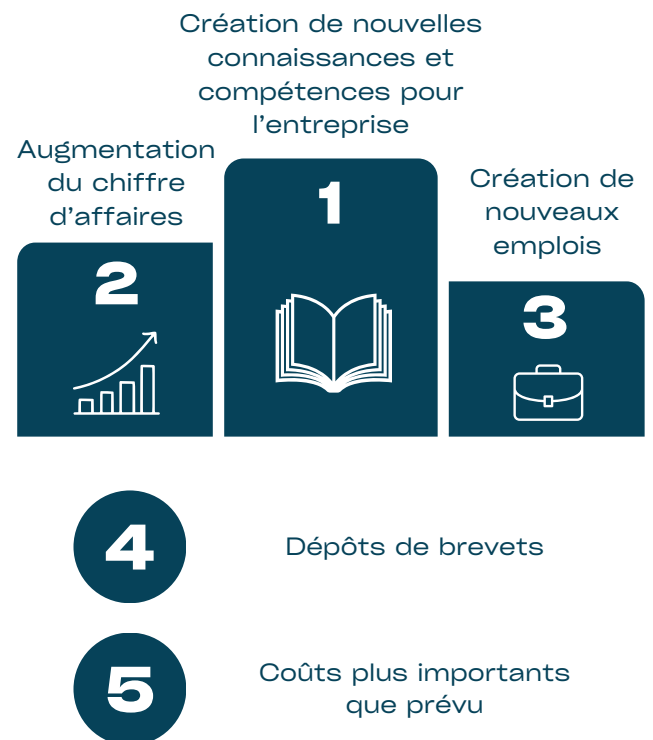 Création de nouvelles
connaissances et
compétences pour
l'entreprise
1
Augmentation
du chiffre
d'affaires
2
Création de
nouveaux
emplois
3
4
Dépôts de brevets
5
Coûts plus importants
que prévu